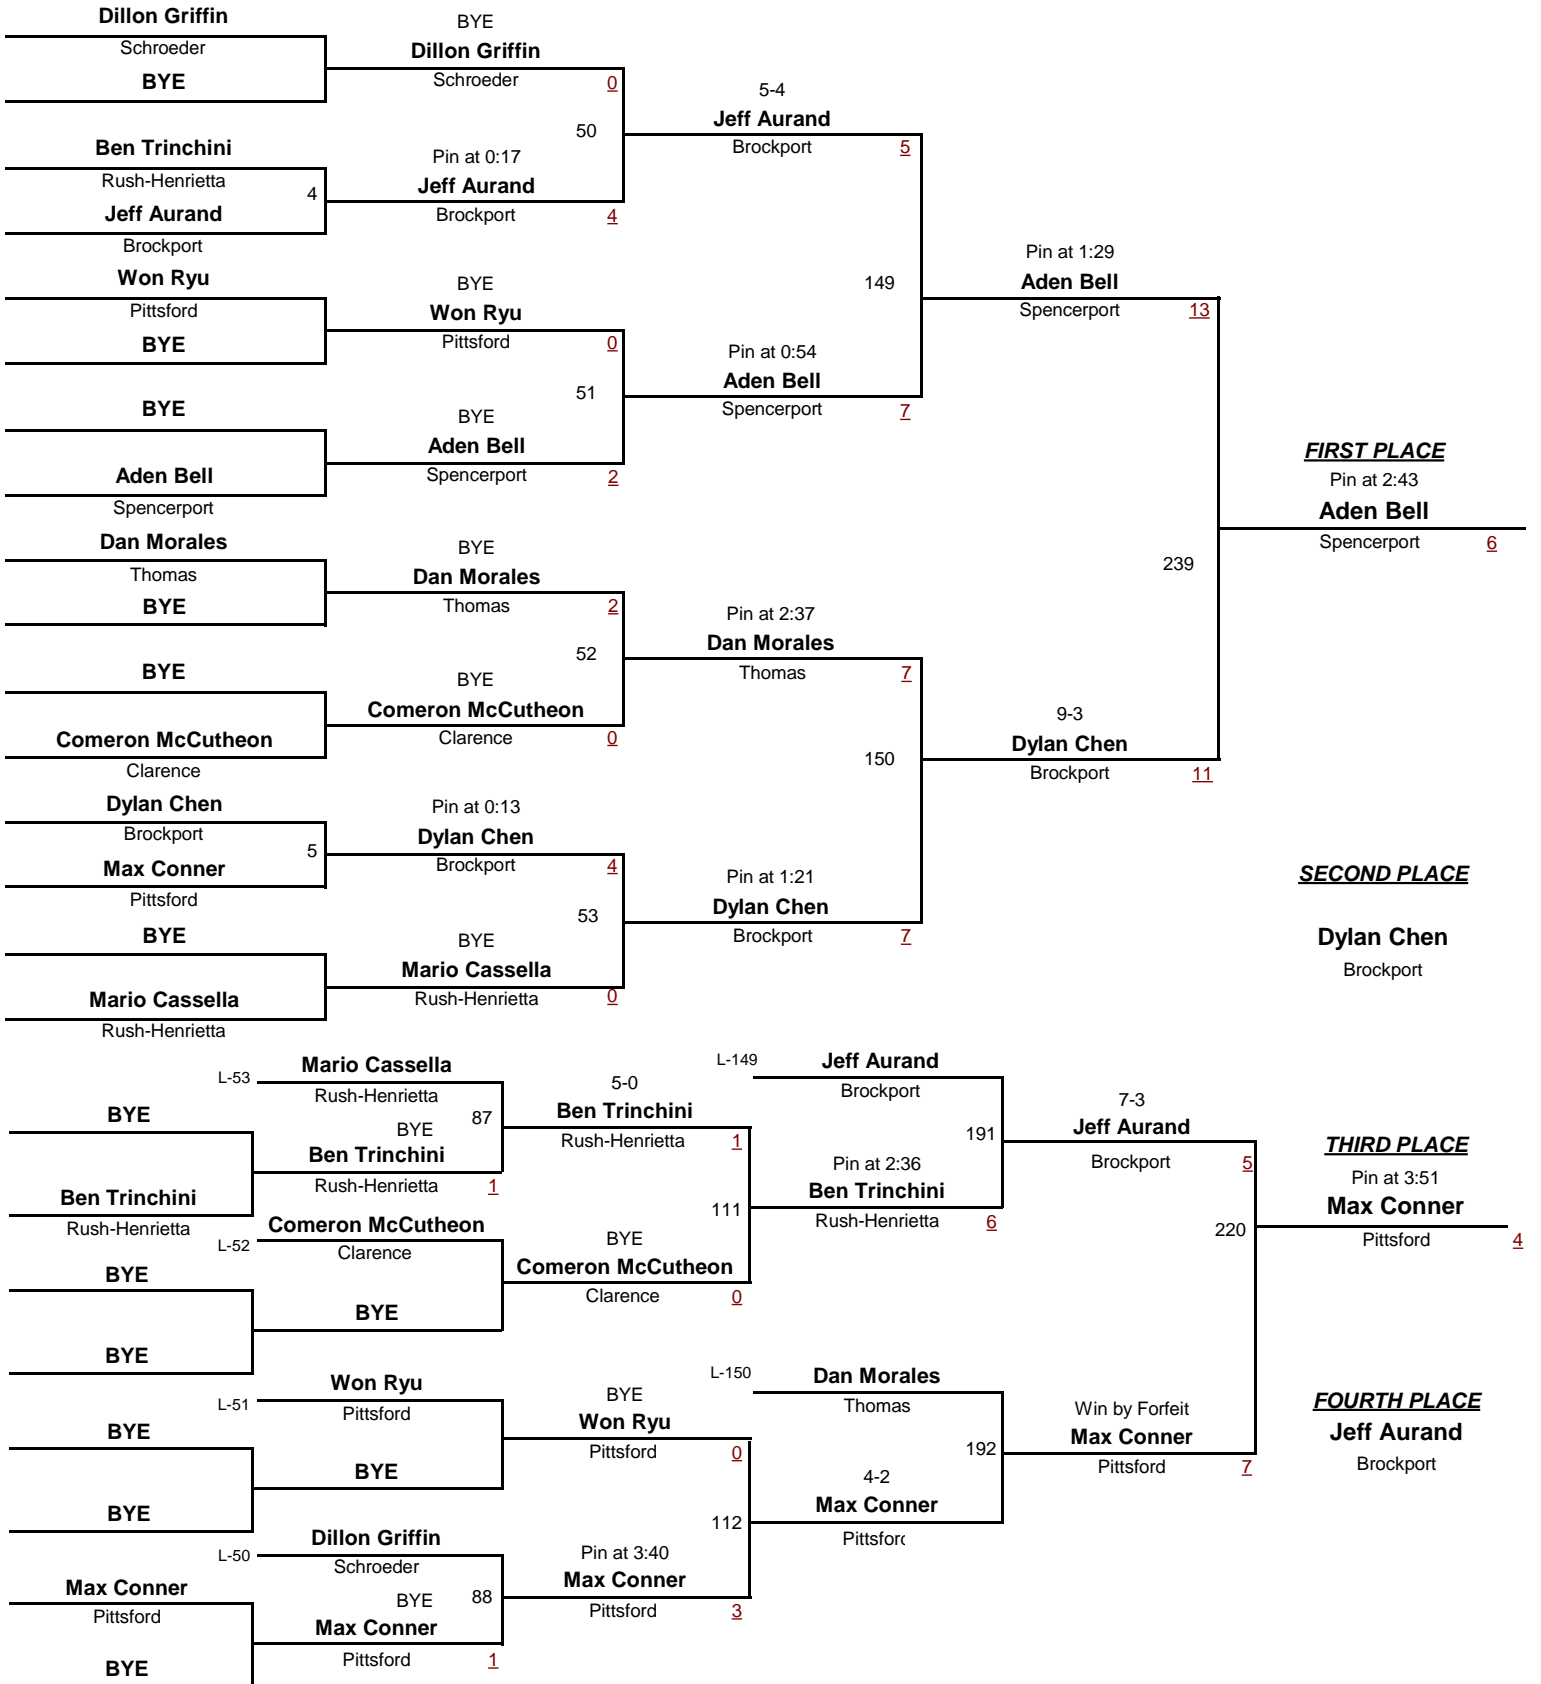 Dillon Griffin
Schroeder
BYE
Ben Trinchini
Rush-Henrietta
4
Jeff Aurand
Brockport
Won Ryu
Pittsford
BYE
BYE
Aden Bell
Spencerport
Dan Morales
Thomas
BYE
BYE
Comeron McCutheon
Clarence
Dylan Chen
Brockport
5
Max Conner
Pittsford
BYE
Mario Cassella
Rush-Henrietta
BYE
Dillon Griffin
Schroeder
0
50
Pin at 0:17
Jeff Aurand
Brockport
4
BYE
Won Ryu
Pittsford
0
51
BYE
Aden Bell
Spencerport
2
BYE
Dan Morales
Thomas
2
52
BYE
Comeron McCutheon
Clarence
0
Pin at 0:13
Dylan Chen
Brockport
4
53
BYE
Mario Cassella
Rush-Henrietta
0
5-4
Jeff Aurand
Brockport
5
149
Pin at 0:54
Aden Bell
Spencerport
7
Pin at 2:37
Dan Morales
Thomas
7
150
Pin at 1:21
Dylan Chen
Brockport
7
Pin at 1:29
Aden Bell
Spencerport
13
239
9-3
Dylan Chen
Brockport
11
FIRST PLACE
Pin at 2:43
Aden Bell
Spencerport
6
SECOND PLACE
Dylan Chen
Brockport
BYE
Ben Trinchini
Rush-Henrietta
BYE
BYE
BYE
BYE
Max Conner
Pittsford
BYE
L-53
Mario Cassella
Rush-Henrietta
87
BYE
Ben Trinchini
Rush-Henrietta
1
L-52
Comeron McCutheon
Clarence
BYE
L-51
Won Ryu
Pittsford
BYE
L-50
Dillon Griffin
Schroeder
88
BYE
Max Conner
Pittsford
1
5-0
Ben Trinchini
Rush-Henrietta
1
111
BYE
Comeron McCutheon
Clarence
0
BYE
Won Ryu
Pittsford
0
112
Pin at 3:40
Max Conner
Pittsford
3
L-149
Jeff Aurand
Brockport
191
Pin at 2:36
Ben Trinchini
Rush-Henrietta
6
L-150
Dan Morales
Thomas
192
4-2
Max Conner
Pittsford
7-3
Jeff Aurand
Brockport
5
220
Win by Forfeit
Max Conner
Pittsford
7
THIRD PLACE
Pin at 3:51
Max Conner
Pittsford
4
FOURTH PLACE
Jeff Aurand
Brockport